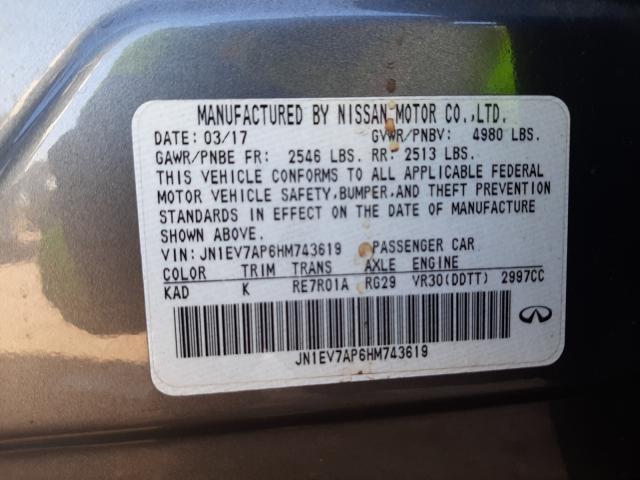 MANUFACTURED BY NISSAN MOTOR CO.,LTD.
DATE: 03/17 GVWR/PNBV: 4980 LBS.
GAWR/PNBE FR: 2546 LBS. RR: 2513 LBS.
THIS VEHICLE CONFORMS TO ALL APPLICABLE FEDERAL
MOTOR VEHICLE SAFETY, BUMPER, AND THEFT PREVENTION
STANDARDS IN EFFECT ON THE DATE OF MANUFACTURE
SHOWN ABOVE.
VIN: JN1EV7AP6HM743619 PASSENGER CAR
COLOR TRIM TRANS AXLE ENGINE
KAD K RE7R01A RG29 VR30(DDTT) 2997CC
JN1EV7AP6HM743619